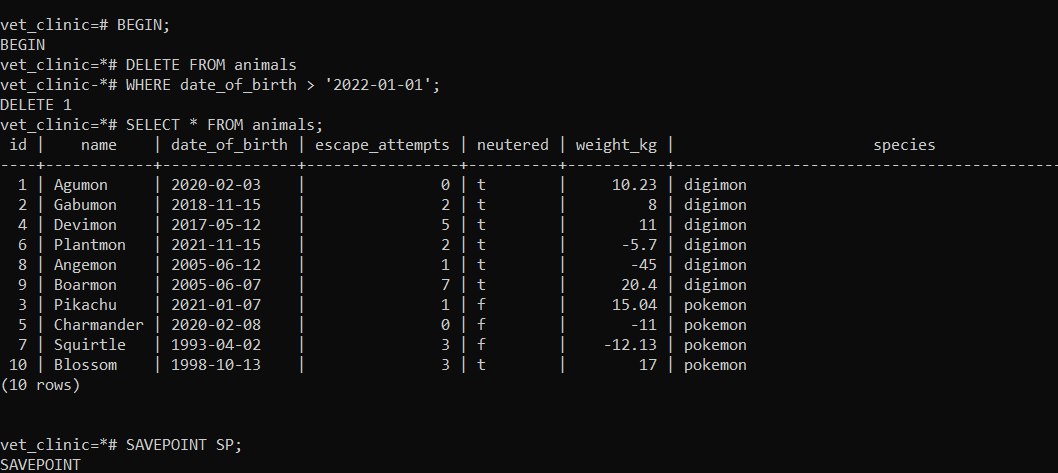 vet_clinic=# BEGIN;
BEGIN
vet_clinic=*# DELETE FROM animals
vet_clinic-*# WHERE date_of_birth > '2022-01-01';
DELETE 1
vet_clinic=*# SELECT * FROM animals;
 id |    name    | date_of_birth | escape_attempts | neutered | weight_kg |                      species
----+------------+---------------+-----------------+----------+-----------+------------------------------------------
  1 | Agumon     | 2020-02-03    |               0 | t        |     10.23 | digimon
  2 | Gabumon    | 2018-11-15    |               2 | t        |         8 | digimon
  4 | Devimon    | 2017-05-12    |               5 | t        |        11 | digimon
  6 | Plantmon   | 2021-11-15    |               2 | t        |      -5.7 | digimon
  8 | Angemon    | 2005-06-12    |               1 | t        |       -45 | digimon
  9 | Boarmon    | 2005-06-07    |               7 | t        |      20.4 | digimon
  3 | Pikachu    | 2021-01-07    |               1 | f        |     15.04 | pokemon
  5 | Charmander | 2020-02-08    |               0 | f        |       -11 | pokemon
  7 | Squirtle   | 1993-04-02    |               3 | f        |    -12.13 | pokemon
 10 | Blossom    | 1998-10-13    |               3 | t        |        17 | pokemon
(10 rows)
vet_clinic=*# SAVEPOINT SP;
SAVEPOINT